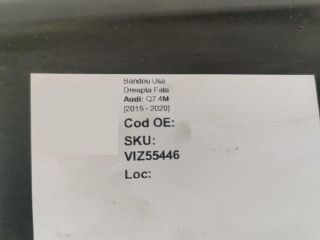 Bandou Usa
Dreapta Fata
Audi: Q7 4M
[2015 - 2020]
Cod OE:
SKU:
VIZ55446
Loc: